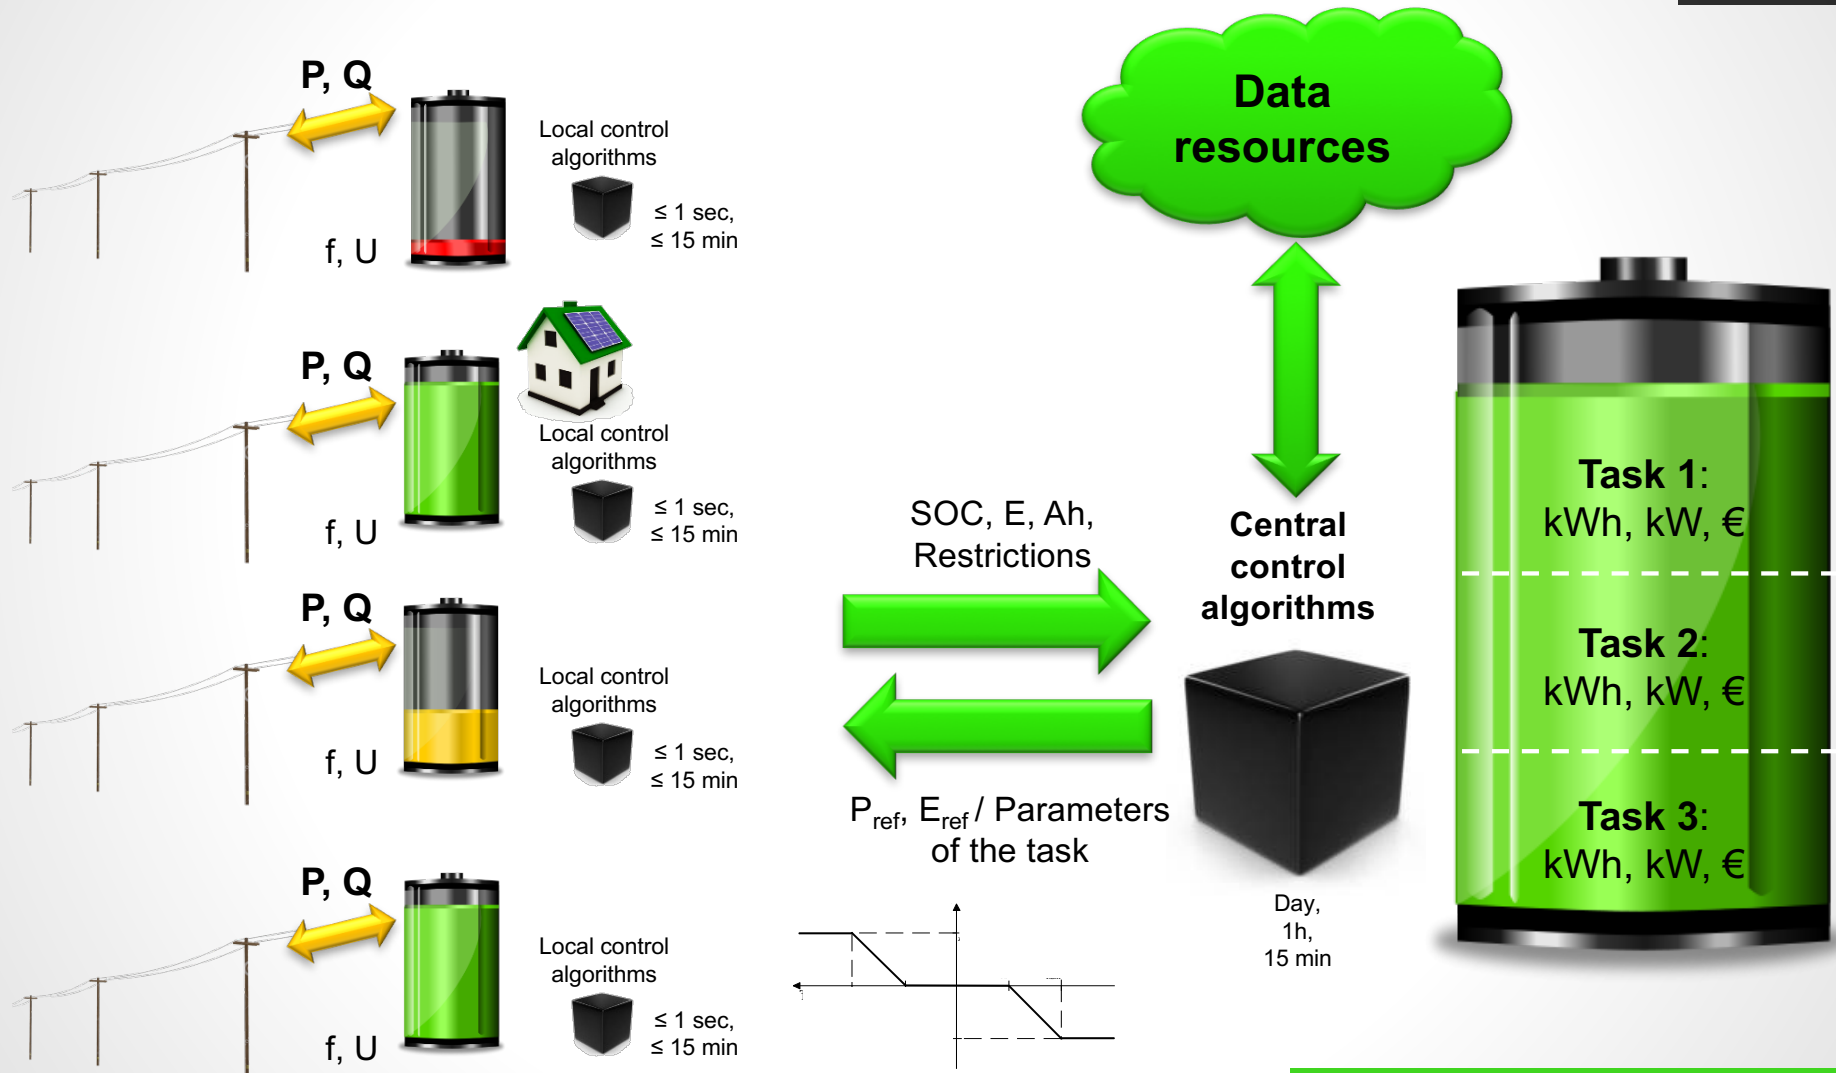 P, Q
Local control
algorithms
≤ 1 sec,
≤ 15 min
f, U
P, Q
Local control
algorithms
≤ 1 sec,
≤ 15 min
f, U
P, Q
Local control
algorithms
≤ 1 sec,
≤ 15 min
f, U
P, Q
Local control
algorithms
≤ 1 sec,
≤ 15 min
f, U
SOC, E, Ah,
Restrictions
Pref, Eref / Parameters
of the task
Data
resources
Central
control
algorithms
Day,
1h,
15 min
Task 1:
kWh, kW, €
Task 2:
kWh, kW, €
Task 3:
kWh, kW, €